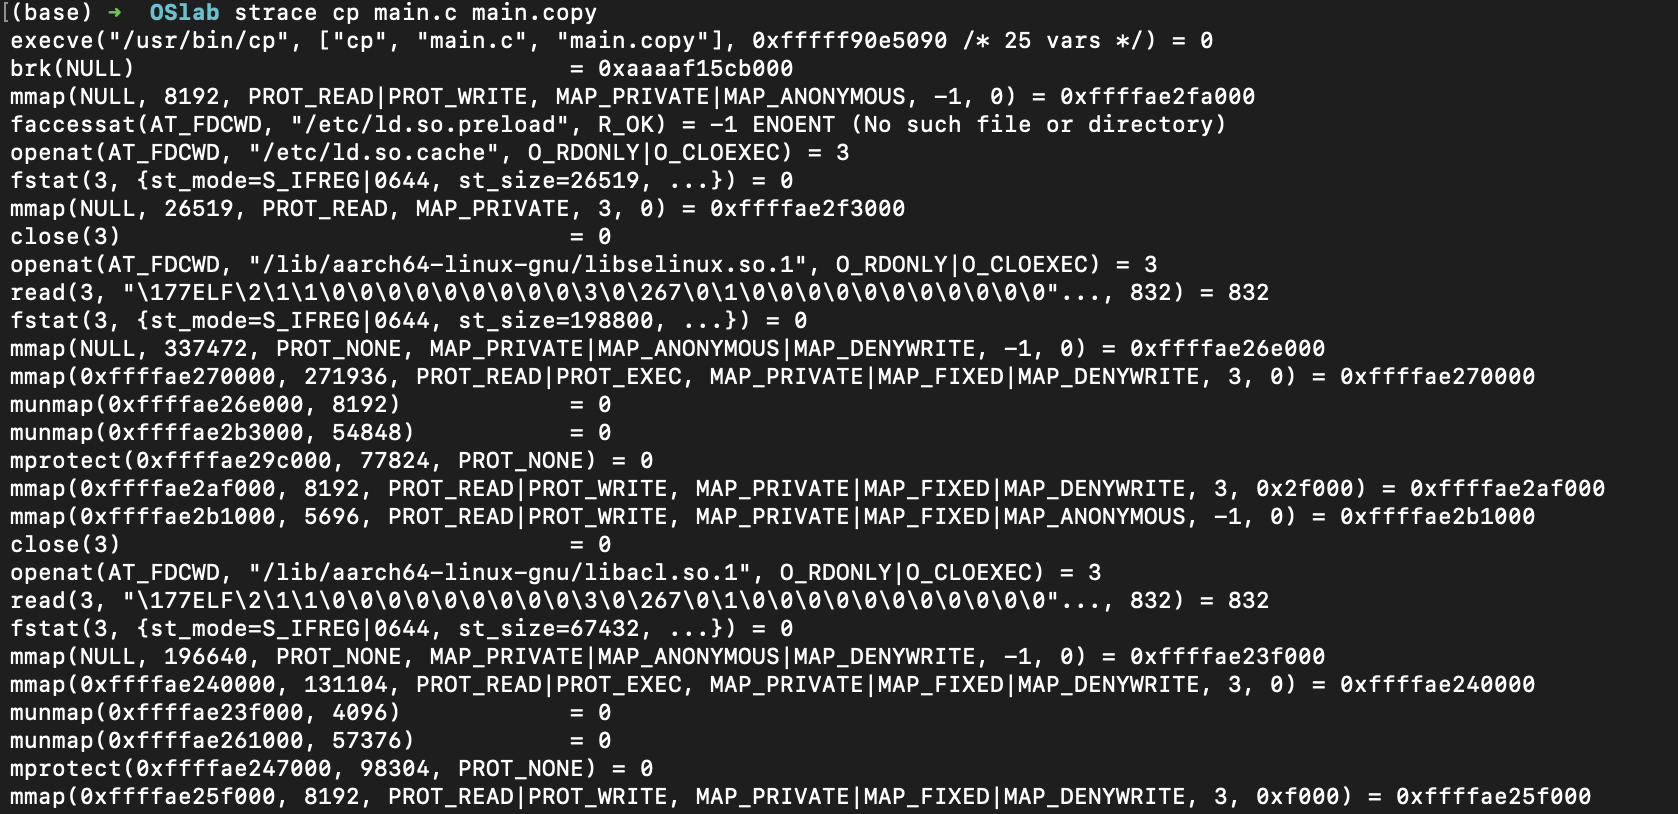 [(base) → OSlab strace cp main.c main.copy
execve("/usr/bin/cp", ["cp", "main.c", "main.copy"], 0xfffff90e5090 /* 25 vars */) = 0
brk(NULL)                               = 0xaaaaf15cb000
mmap(NULL, 8192, PROT_READ|PROT_WRITE, MAP_PRIVATE|MAP_ANONYMOUS, -1, 0) = 0xffffae2fa000
faccessat(AT_FDCWD, "/etc/ld.so.preload", R_OK) = -1 ENOENT (No such file or directory)
openat(AT_FDCWD, "/etc/ld.so.cache", O_RDONLY|O_CLOEXEC) = 3
fstat(3, {st_mode=S_IFREG|0644, st_size=26519, ...}) = 0
mmap(NULL, 26519, PROT_READ, MAP_PRIVATE, 3, 0) = 0xffffae2f3000
close(3)                                = 0
openat(AT_FDCWD, "/lib/aarch64-linux-gnu/libselinux.so.1", O_RDONLY|O_CLOEXEC) = 3
read(3, "\177ELF\2\1\1\0\0\0\0\0\0\0\0\0\3\0\267\0\1\0\0\0\0\0\0\0\0\0\0\0"..., 832) = 832
fstat(3, {st_mode=S_IFREG|0644, st_size=198800, ...}) = 0
mmap(NULL, 337472, PROT_NONE, MAP_PRIVATE|MAP_ANONYMOUS|MAP_DENYWRITE, -1, 0) = 0xffffae26e000
mmap(0xffffae270000, 271936, PROT_READ|PROT_EXEC, MAP_PRIVATE|MAP_FIXED|MAP_DENYWRITE, 3, 0) = 0xffffae270000
munmap(0xffffae26e000, 8192)            = 0
munmap(0xffffae2b3000, 54848)           = 0
mprotect(0xffffae29c000, 77824, PROT_NONE) = 0
mmap(0xffffae2af000, 8192, PROT_READ|PROT_WRITE, MAP_PRIVATE|MAP_FIXED|MAP_DENYWRITE, 3, 0x2f000) = 0xffffae2af000
mmap(0xffffae2b1000, 5696, PROT_READ|PROT_WRITE, MAP_PRIVATE|MAP_FIXED|MAP_ANONYMOUS, -1, 0) = 0xffffae2b1000
close(3)                                = 0
openat(AT_FDCWD, "/lib/aarch64-linux-gnu/libacl.so.1", O_RDONLY|O_CLOEXEC) = 3
read(3, "\177ELF\2\1\1\0\0\0\0\0\0\0\0\0\3\0\267\0\1\0\0\0\0\0\0\0\0\0\0\0"..., 832) = 832
fstat(3, {st_mode=S_IFREG|0644, st_size=67432, ...}) = 0
mmap(NULL, 196640, PROT_NONE, MAP_PRIVATE|MAP_ANONYMOUS|MAP_DENYWRITE, -1, 0) = 0xffffae23f000
mmap(0xffffae240000, 131104, PROT_READ|PROT_EXEC, MAP_PRIVATE|MAP_FIXED|MAP_DENYWRITE, 3, 0) = 0xffffae240000
munmap(0xffffae23f000, 4096)            = 0
munmap(0xffffae261000, 57376)           = 0
mprotect(0xffffae247000, 98304, PROT_NONE) = 0
mmap(0xffffae25f000, 8192, PROT_READ|PROT_WRITE, MAP_PRIVATE|MAP_FIXED|MAP_DENYWRITE, 3, 0xf000) = 0xffffae25f000